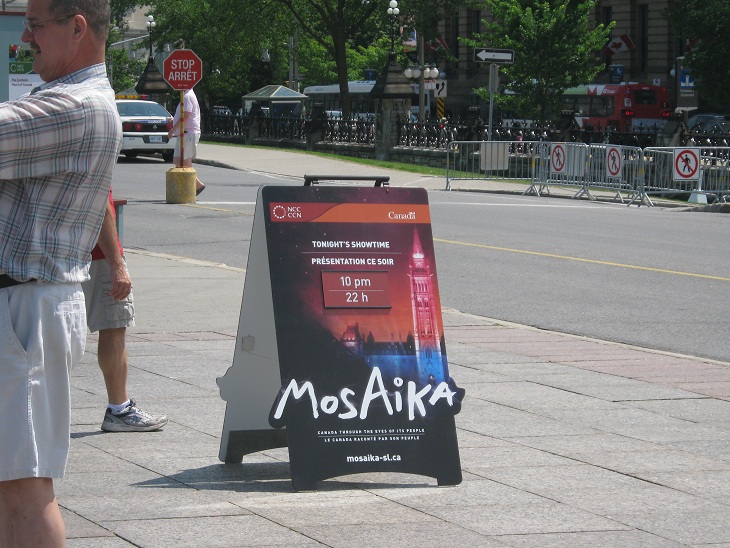 STOP
ARRÊT
NCC
CCN
Canada
TONIGHT'S SHOWTIME
PRÉSENTATION CE SOIR
10 pm
22 h
MosAika
CANADA THROUGH THE EYES OF ITS PEOPLE
LE CANADA RACONTÉ PAR SON PEUPLE
mosaika-sl.ca